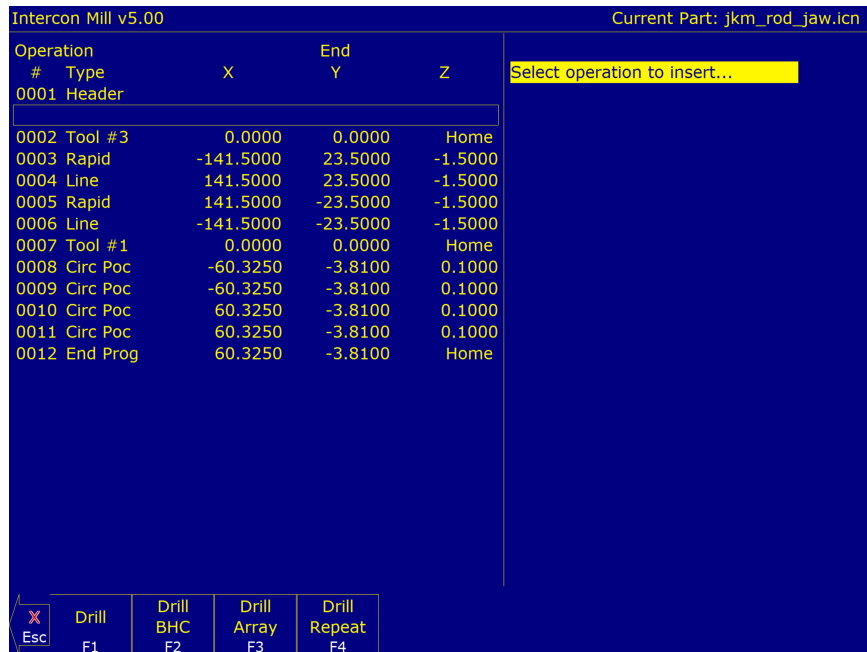 Intercon Mill v5.00 Current Part: jkm_rod_jaw.icn
Operation End
# Type X Y Z
Select operation to insert...
0001 Header
0002 Tool #3 0.0000 0.0000 Home
0003 Rapid -141.5000 23.5000 -1.5000
0004 Line 141.5000 23.5000 -1.5000
0005 Rapid 141.5000 -23.5000 -1.5000
0006 Line -141.5000 -23.5000 -1.5000
0007 Tool #1 0.0000 0.0000 Home
0008 Circ Poc -60.3250 -3.8100 0.1000
0009 Circ Poc -60.3250 -3.8100 0.1000
0010 Circ Poc 60.3250 -3.8100 0.1000
0011 Circ Poc 60.3250 -3.8100 0.1000
0012 End Prog 60.3250 -3.8100 Home
X
Esc
Drill
F1
Drill
BHC
F2
Drill
Array
F3
Drill
Repeat
F4